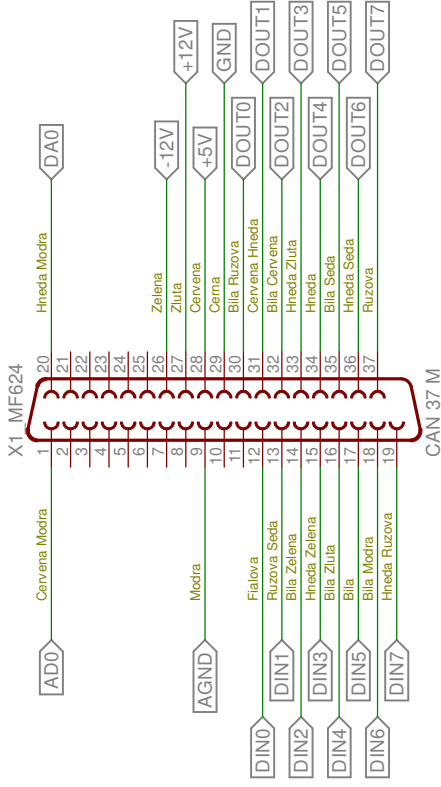 X1_MF624
CAN 37 M
DA0
-12V
+12V
+5V
GND
DOUT0
DOUT1
DOUT2
DOUT3
DOUT4
DOUT5
DOUT6
DOUT7
Hneda Modra
Zelena
Zluta
Cervena
Cerna
Bila Ruzova
Cervena Hneda
Bila Cervena
Hneda Zluta
Hneda
Bila Seda
Hneda Seda
Ruzova
20
21
22
23
24
25
26
27
28
29
30
31
32
33
34
35
36
37
1
2
3
4
5
6
7
8
9
10
11
12
13
14
15
16
17
18
19
Cervena Modra
Modra
Fialova
Ruzova Seda
Bila Zelena
Hneda Zelena
Bila Zluta
Bila
Bila Modra
Hneda Ruzova
AD0
AGND
DIN0
DIN1
DIN2
DIN3
DIN4
DIN5
DIN6
DIN7